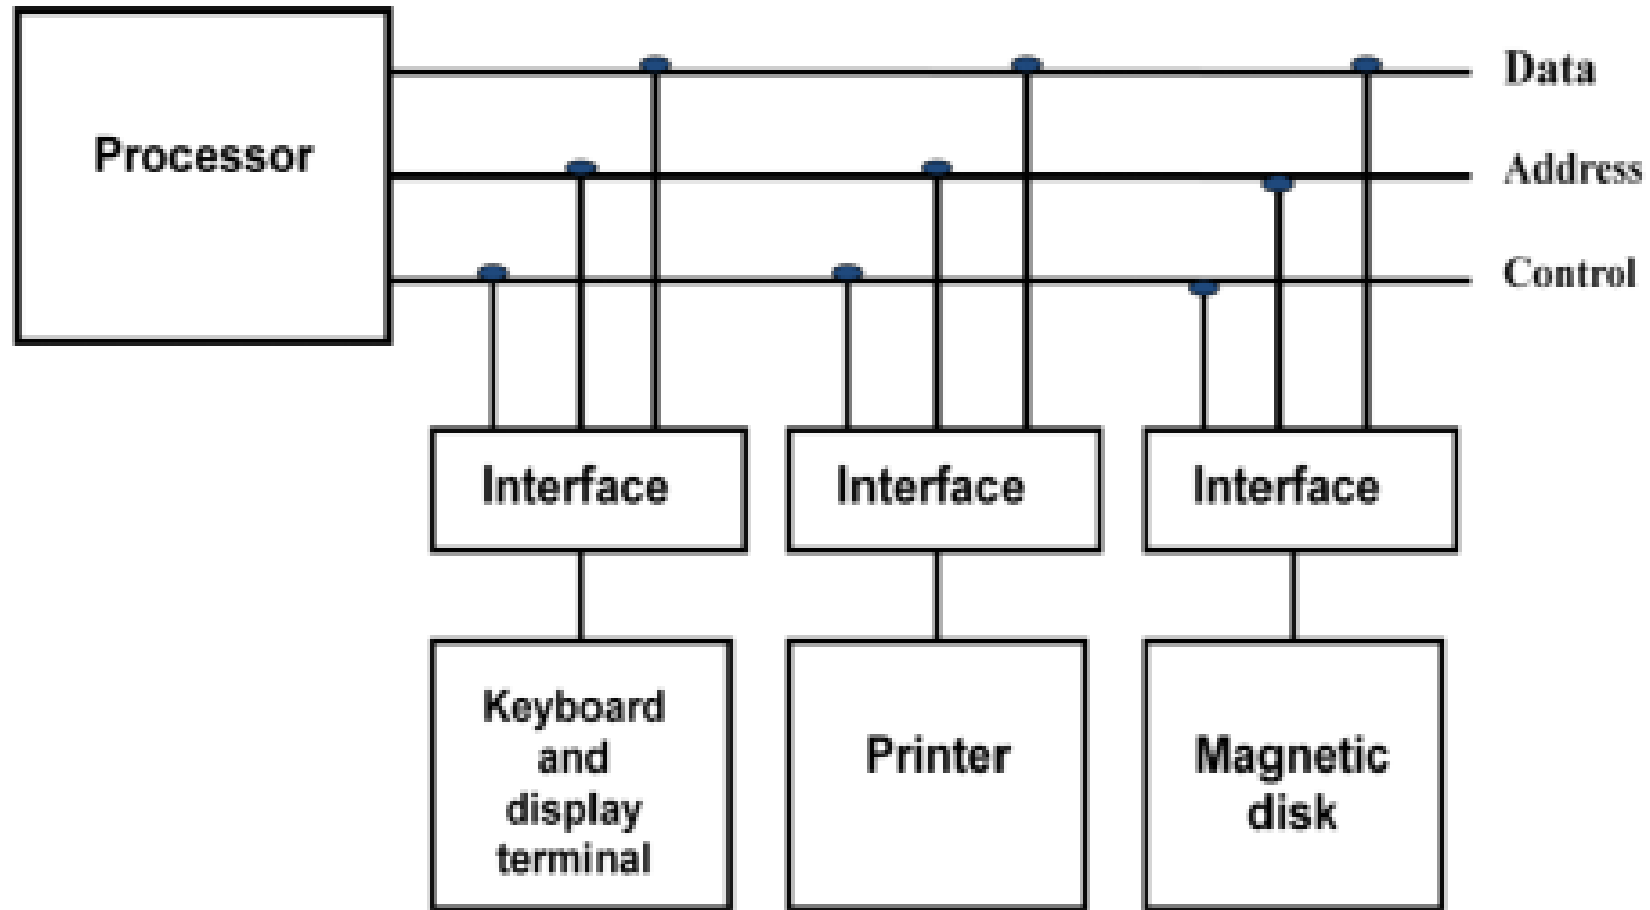 Data
Processor
Address
Control
Interface
Interface
Interface
Keyboard
and
display
terminal
Printer
Magnetic
disk